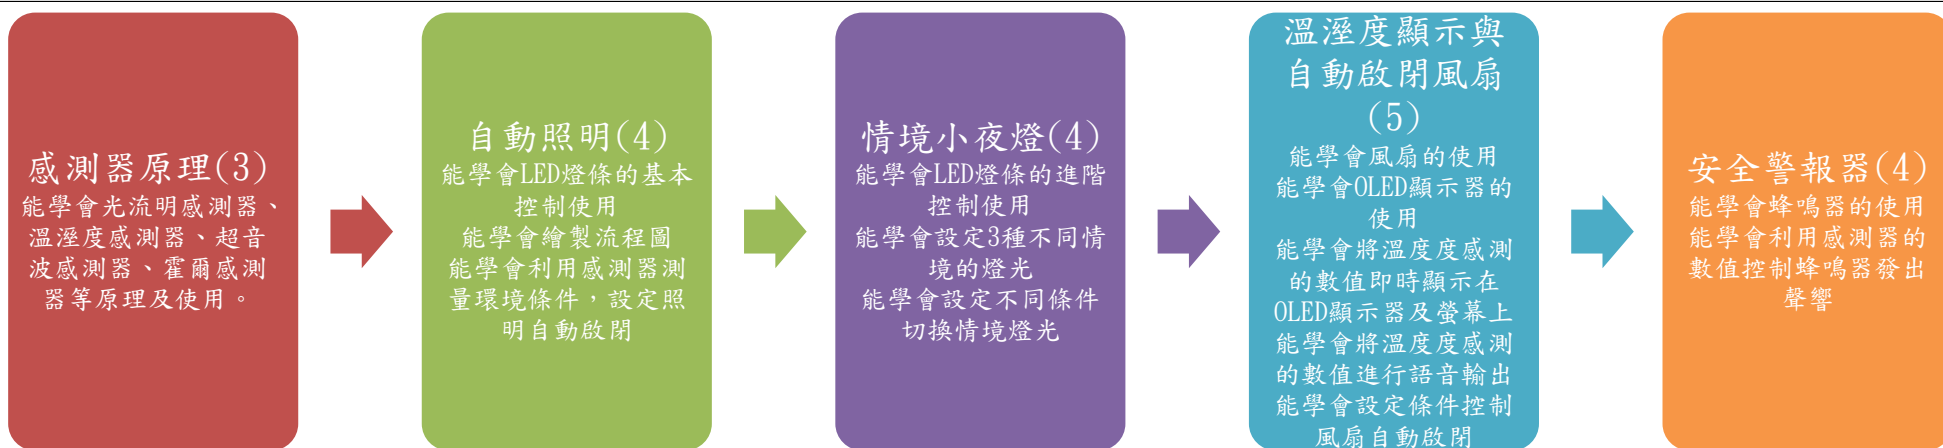 感測器原理(3)
能學會光流明感測器、
溫溼度感測器、超音
波感測器、霍爾感測
器等原理及使用。
自動照明(4)
能學會LED燈條的基本
控制使用
能學會繪製流程圖
能學會利用感測器測
量環境條件，設定照
明自動啟閉
情境小夜燈(4)
能學會LED燈條的進階
控制使用
能學會設定3種不同情
境的燈光
能學會設定不同條件
切換情境燈光
溫溼度顯示與
自動啟閉風扇
(5)
能學會風扇的使用
能學會OLED顯示器的
使用
能學會將溫度度感測
的數值即時顯示在
OLED顯示器及螢幕上
能學會將溫度度感測
的數值進行語音輸出
能學會設定條件控制
風扇自動啟閉
安全警報器(4)
能學會蜂鳴器的使用
能學會利用感測器的
數值控制蜂鳴器發出
聲響